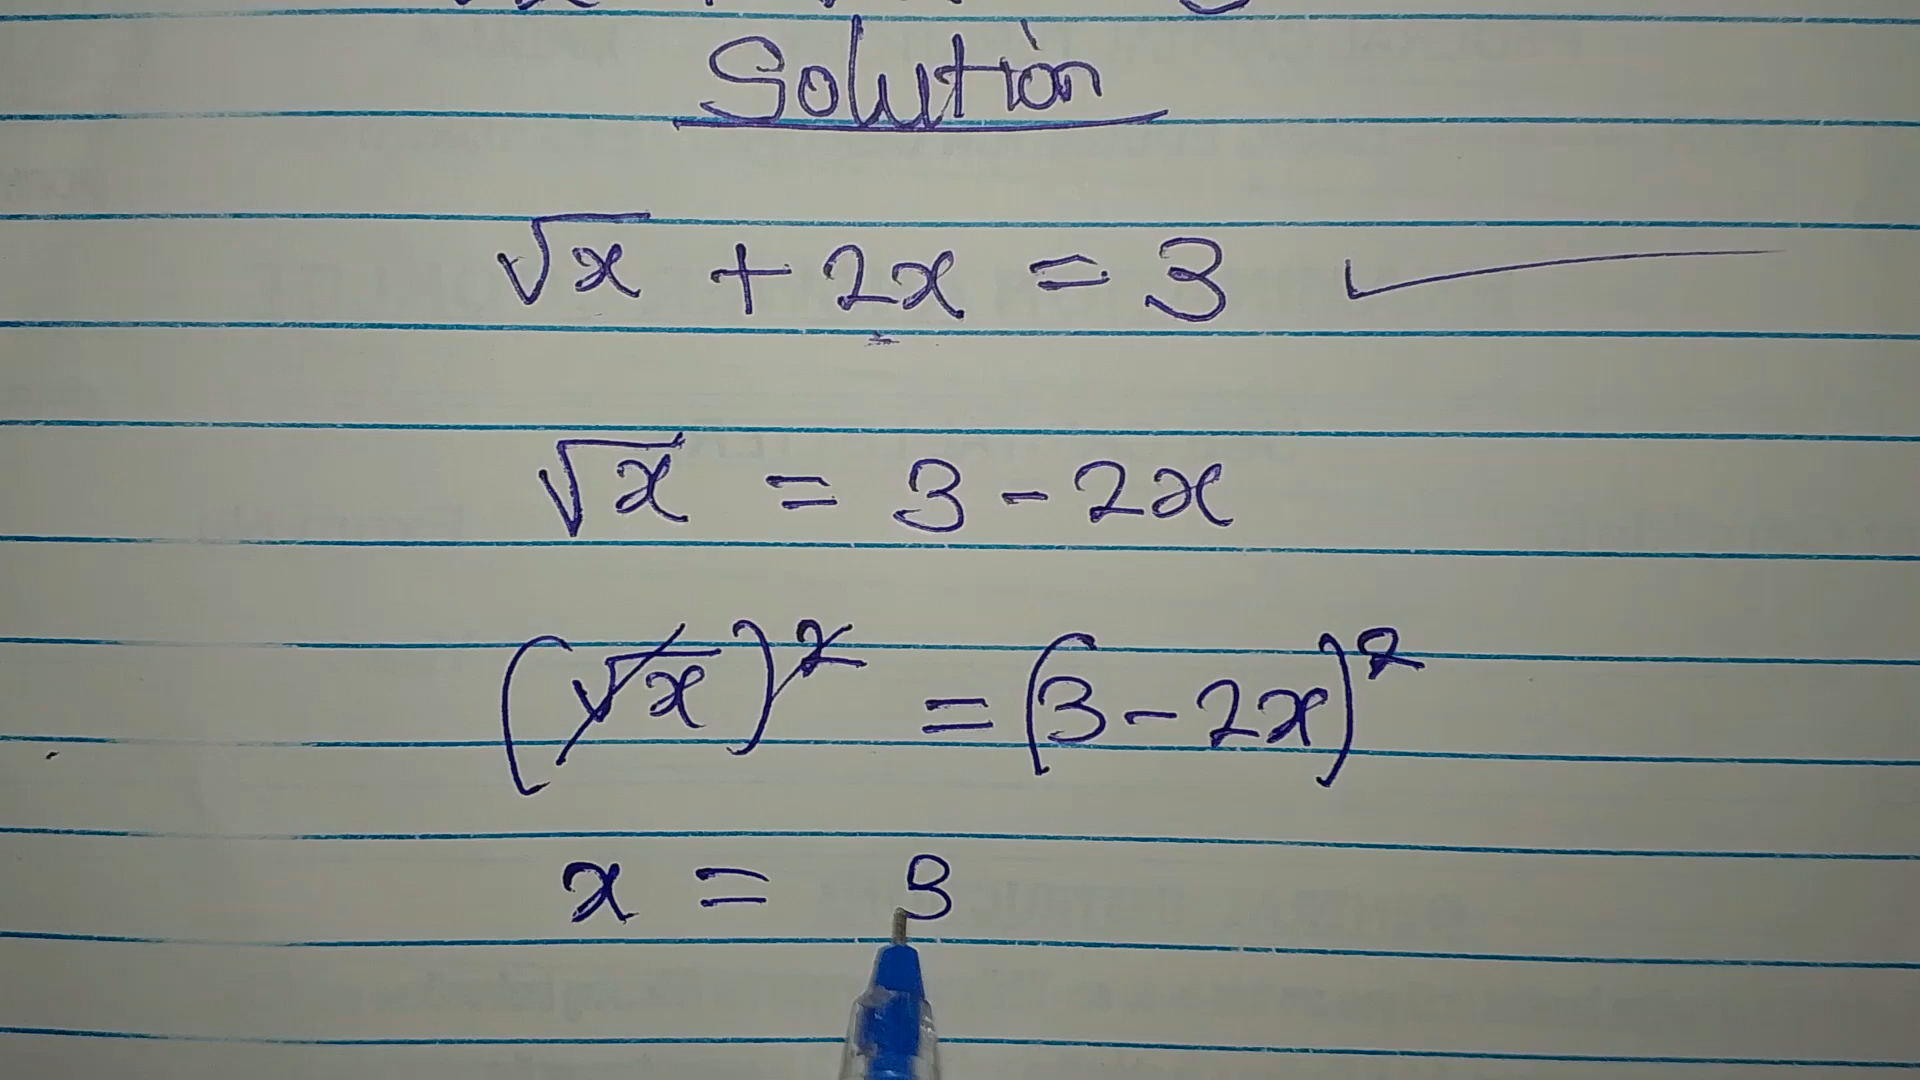 Solution
√x + 2x = 3
√x = 3 - 2x
(√x)² = (3 - 2x)²
x = 3